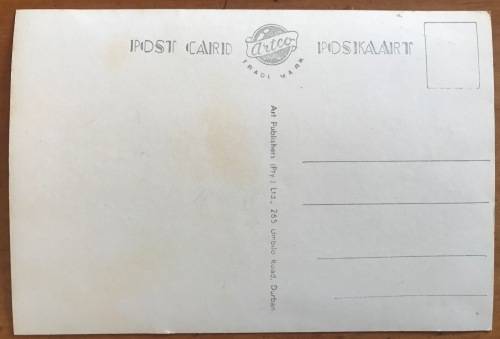 POST CARD Artco POSKAART
TRADE MARK
Art Publishers (Pty.) Ltd., 265 Umbilo Road, Durban.